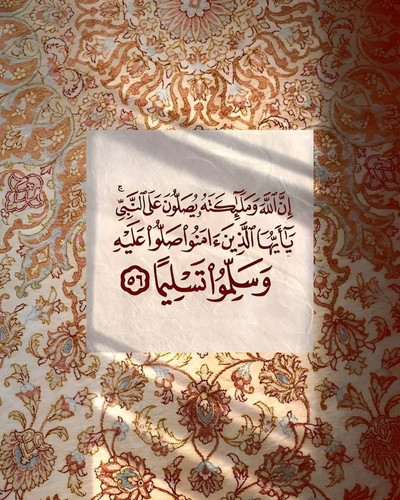 إِنَّ ٱللَّهَ وَمَلَٰٓئِكَتَهُۥ يُصَلُّونَ عَلَى ٱلنَّبِىِّ ۚ
يَٰٓأَيُّهَا ٱلَّذِينَ ءَامَنُوا۟ صَلُّوا۟ عَلَيْهِ
وَسَلِّمُوا۟ تَسْلِيمًا ٥٦